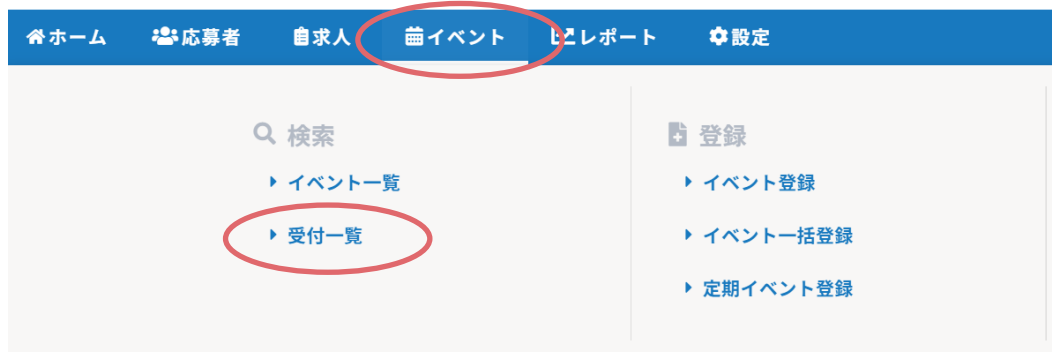 ホーム 応募者 求人 イベント レポート 設定
検索
イベント一覧
受付一覧
登録
イベント登録
イベント一括登録
定期イベント登録